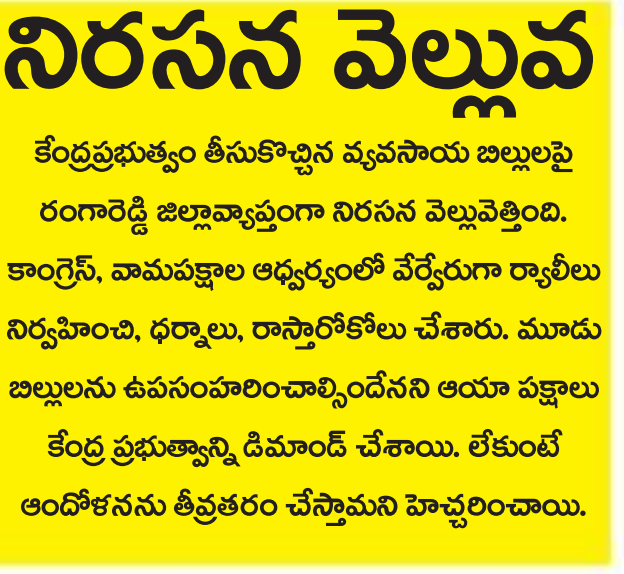 నిరసన వెల్లువ
కేంద్రప్రభుత్వం తీసుకొచ్చిన వ్యవసాయ బిల్లులపై
రంగారెడ్డి జిల్లావ్యాప్తంగా నిరసన వెల్లువెత్తింది.
కాంగ్రెస్, వామపక్షాల ఆధ్వర్యంలో వేర్వేరుగా ర్యాలీలు
నిర్వహించి, ధర్నాలు, రాస్తారోకోలు చేశారు. మూడు
బిల్లులను ఉపసంహరించాల్సిందేనని ఆయా పక్షాలు
కేంద్ర ప్రభుత్వాన్ని డిమాండ్ చేశాయి. లేకుంటే
ఆందోళనను తీవ్రతరం చేస్తామని హెచ్చరించాయి.